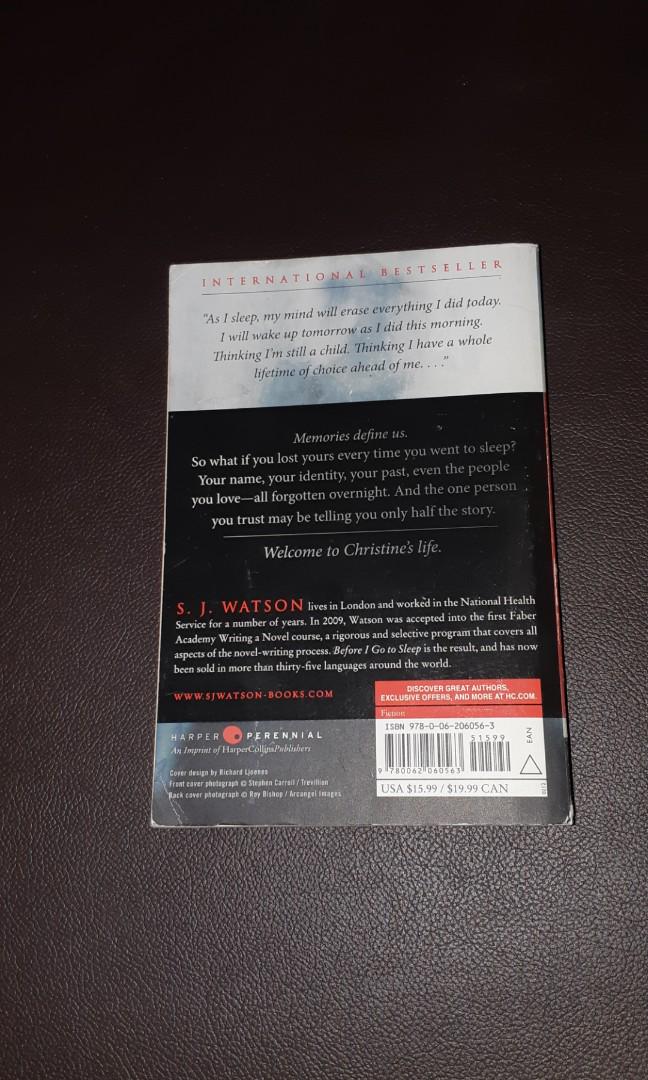 INTERNATIONAL BESTSELLER
"As I sleep, my mind will erase everything I did today.
I will wake up tomorrow as I did this morning.
Thinking I'm still a child. Thinking I have a whole
lifetime of choice ahead of me. . . ."
Memories define us.
So what if you lost yours every time you went to sleep?
Your name, your identity, your past, even the people
you love—all forgotten overnight. And the one person
you trust may be telling you only half the story.
Welcome to Christine's life.
S. J. WATSON lives in London and worked in the National Health
Service for a number of years. In 2009, Watson was accepted into the first Faber
Academy Writing a Novel course, a rigorous and selective program that covers all
aspects of the novel-writing process. Before I Go to Sleep is the result, and has now
been sold in more than thirty-five languages around the world.
WWW.SJWATSON-BOOKS.COM
DISCOVER GREAT AUTHORS,
EXCLUSIVE OFFERS, AND MORE AT HC.COM.
Fiction
HARPER PERENNIAL
An Imprint of HarperCollinsPublishers
Cover design by Richard Ljoenes
Front cover photograph © Stephen Carroll / Trevillion
Back cover photograph © Roy Bishop / Arcangel Images
ISBN 978-0-06-206056-3
51599
EAN
9 780062 060563
USA $15.99 / $19.99 CAN